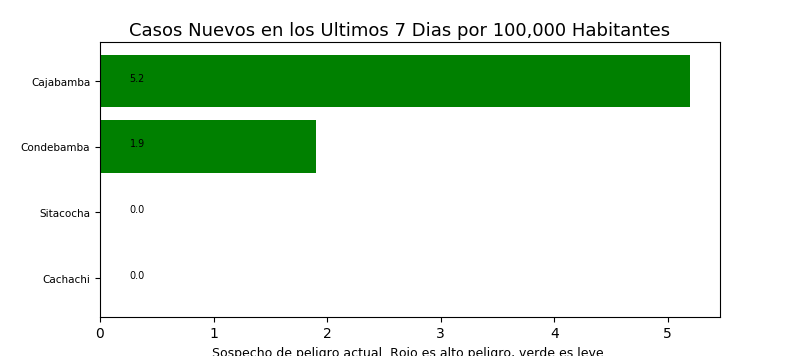 Casos Nuevos en los Ultimos 7 Dias por 100,000 Habitantes
Cajabamba
5.2
Condebamba
1.9
Sitacocha
0.0
Cachachi
0.0
0 1 2 3 4 5
Sospecho de peligro actual. Rojo es alto peligro, verde es leve